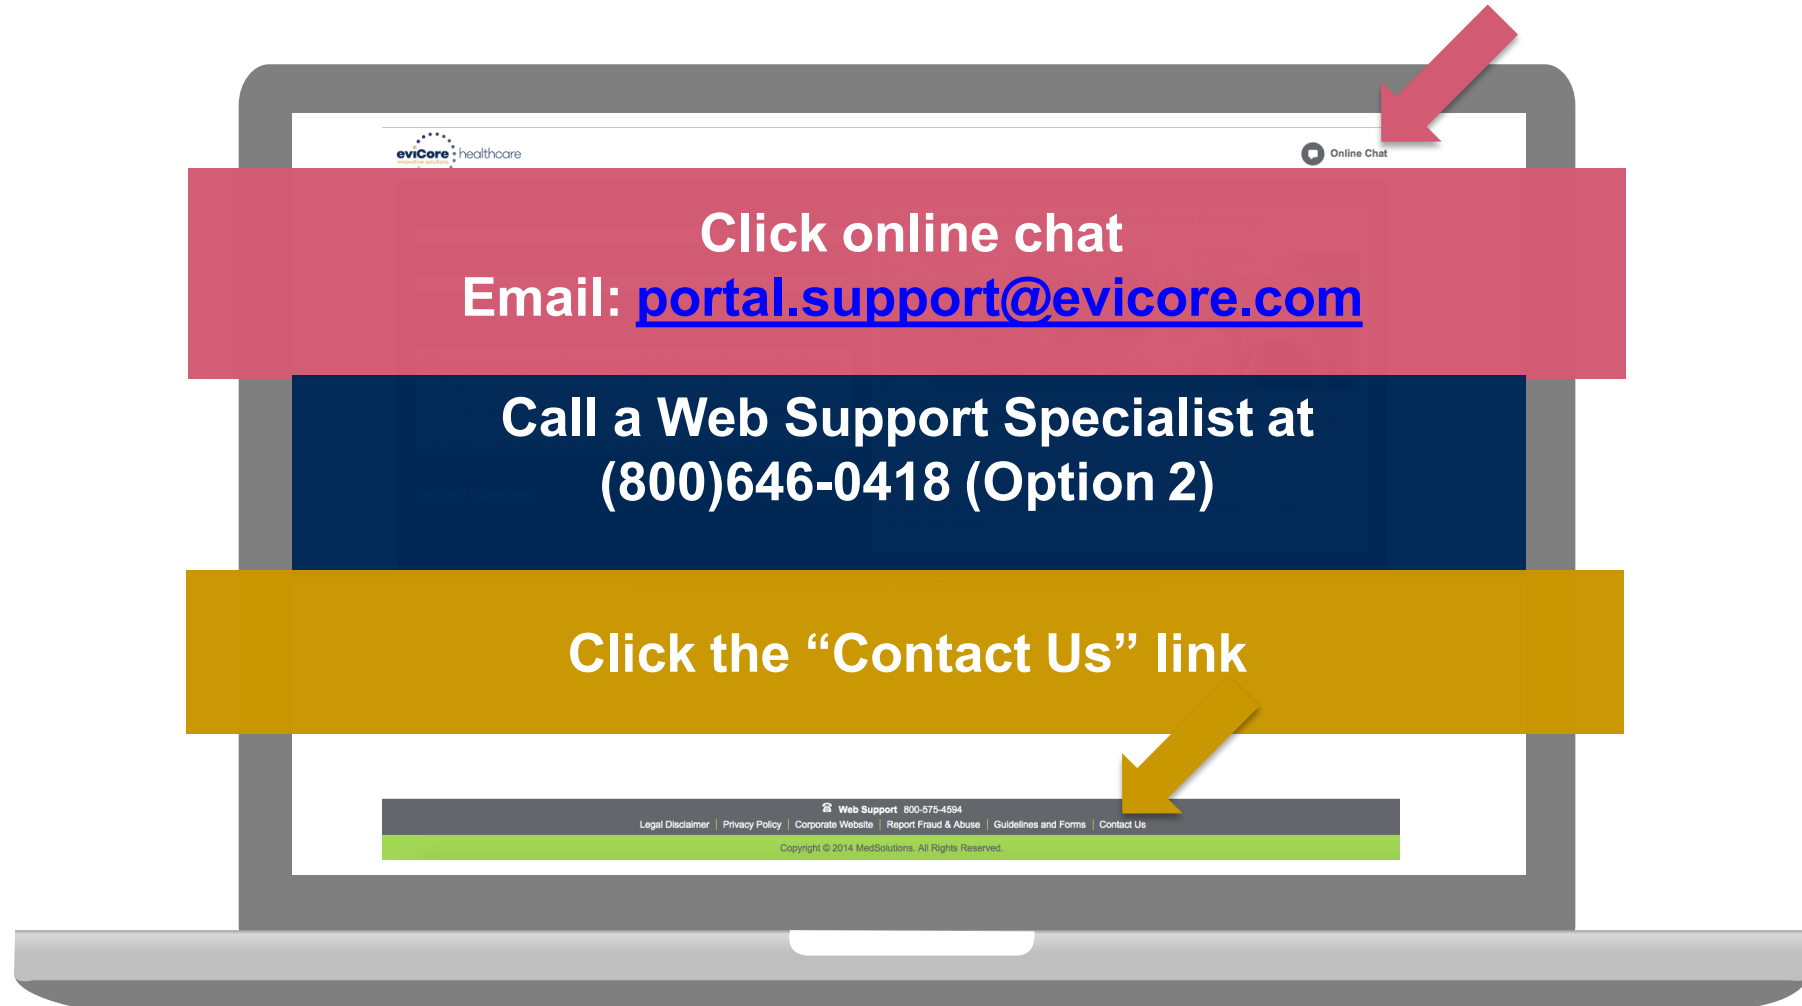 eviCore healthcare
innovative solutions
Online Chat
Click online chat
Email: portal.support@evicore.com
Call a Web Support Specialist at
(800)646-0418 (Option 2)
Click the “Contact Us” link
Web Support 800-575-4594
Legal Disclaimer | Privacy Policy | Corporate Website | Report Fraud & Abuse | Guidelines and Forms | Contact Us
Copyright © 2014 MedSolutions. All Rights Reserved.